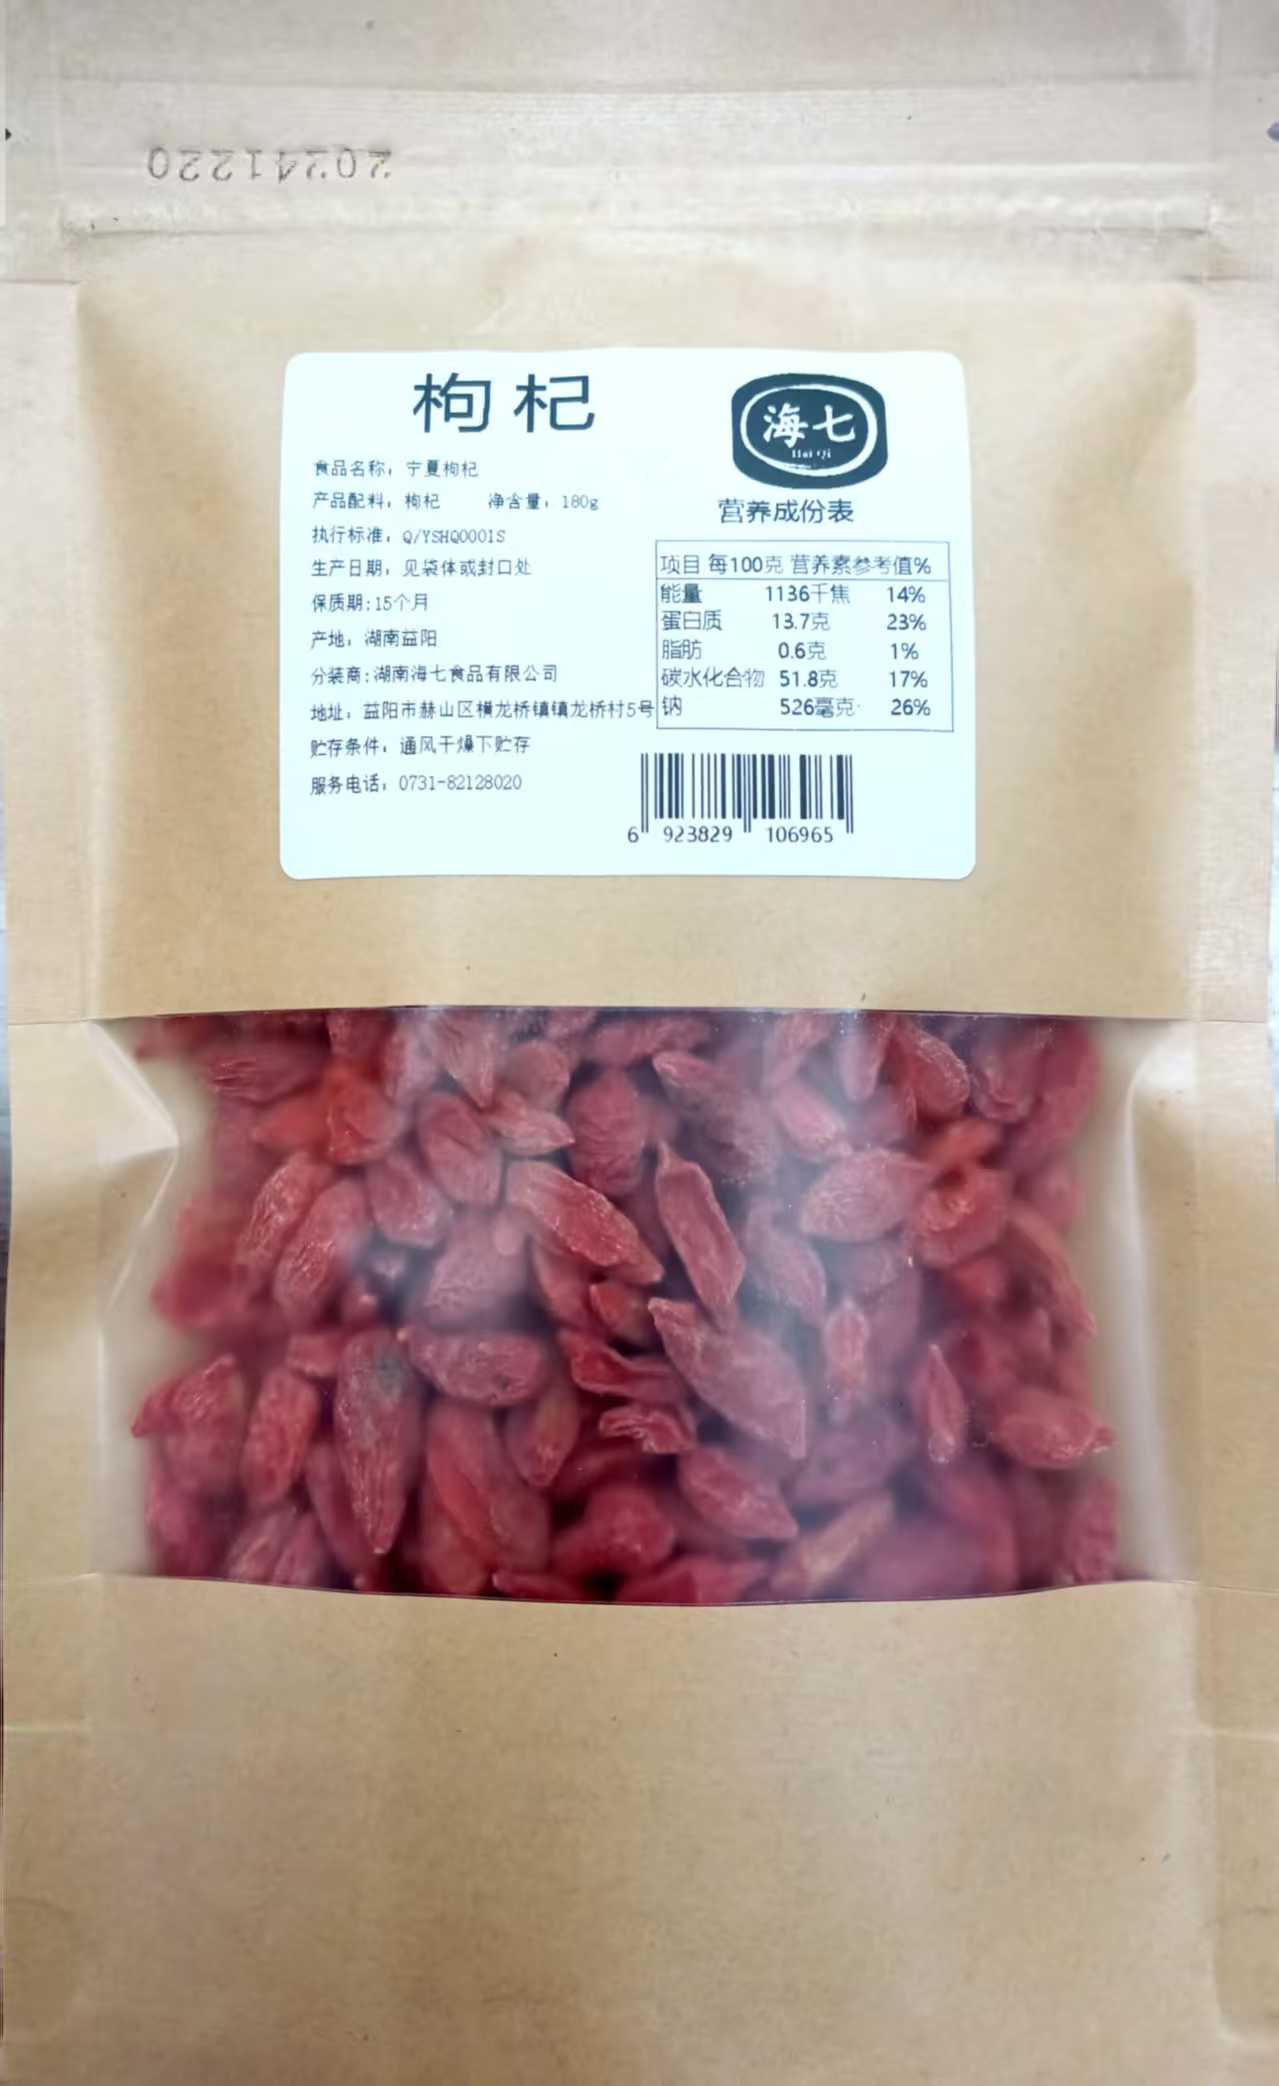 20241220
枸杞
海七
Hai Qi
食品名称：宁夏枸杞
产品配料：枸杞 净含量：180g
执行标准：Q/YSHQ0001S
生产日期：见袋体或封口处
保质期:15个月
产地：湖南益阳
分装商:湖南海七食品有限公司
地址：益阳市赫山区横龙桥镇镇龙桥村5号
贮存条件：通风干燥下贮存
服务电话：0731-82128020
营养成份表
项目 每100克 营养素参考值%
能量 1136千焦 14%
蛋白质 13.7克 23%
脂肪 0.6克 1%
碳水化合物 51.8克 17%
钠 526毫克 26%
6 923829 106965